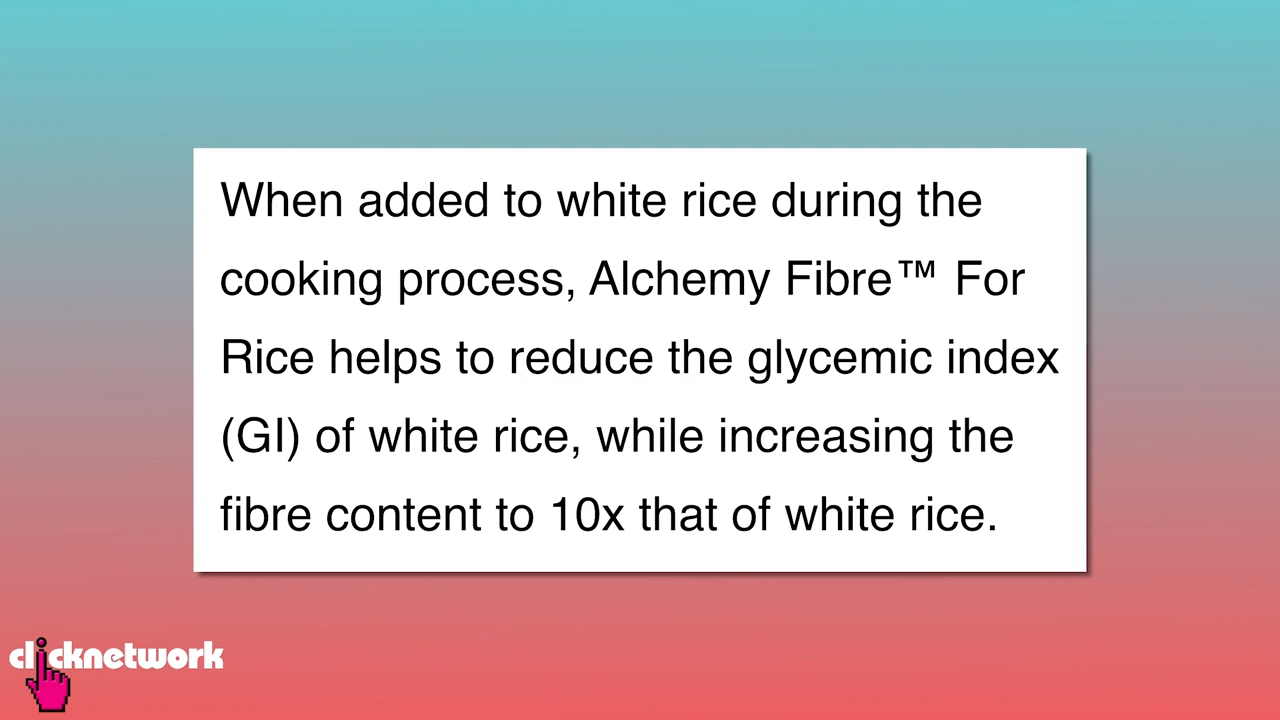 When added to white rice during the
cooking process, Alchemy Fibre™ For
Rice helps to reduce the glycemic index
(GI) of white rice, while increasing the
fibre content to 10x that of white rice.
clicknetwork